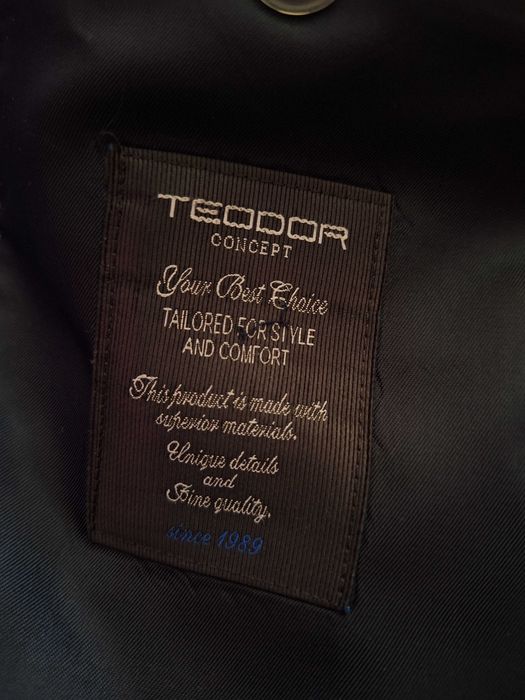 TEODOR
CONCEPT
Your Best Choice
TAILORED FOR STYLE
AND COMFORT
This product is made with
superior materials.
Unique details
and
Fine quality.
since 1989